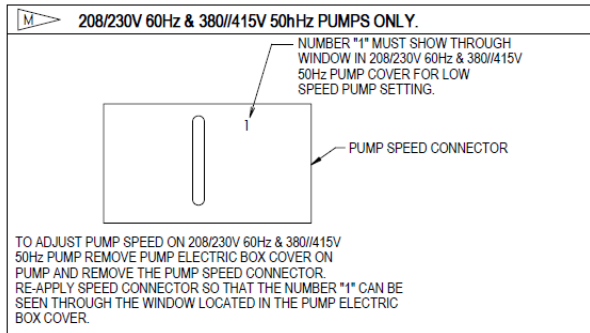 M 208/230V 60Hz & 380//415V 50hHz PUMPS ONLY.
NUMBER "1" MUST SHOW THROUGH
WINDOW IN 208/230V 60Hz & 380//415V
50Hz PUMP COVER FOR LOW
SPEED PUMP SETTING.
1
PUMP SPEED CONNECTOR
TO ADJUST PUMP SPEED ON 208/230V 60Hz & 380//415V
50Hz PUMP REMOVE PUMP ELECTRIC BOX COVER ON
PUMP AND REMOVE THE PUMP SPEED CONNECTOR.
RE-APPLY SPEED CONNECTOR SO THAT THE NUMBER "1" CAN BE
SEEN THROUGH THE WINDOW LOCATED IN THE PUMP ELECTRIC
BOX COVER.